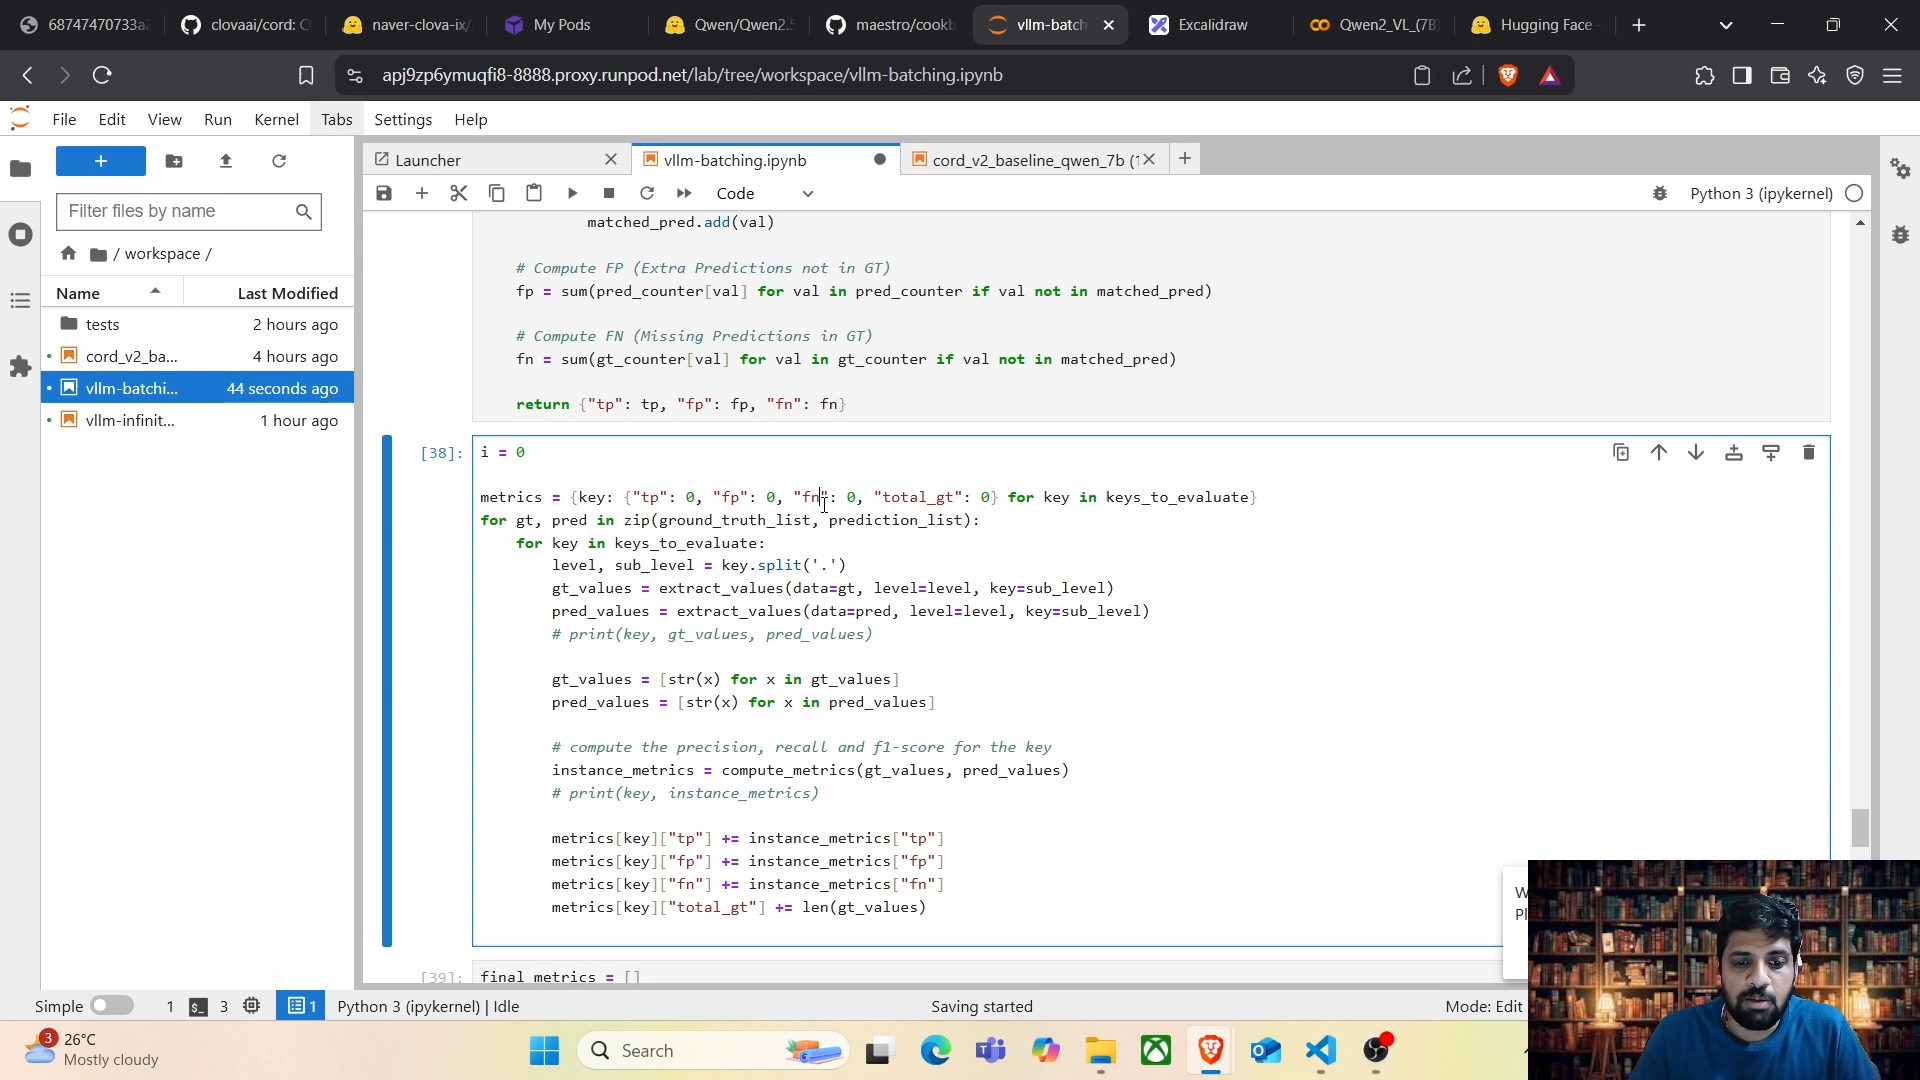 68747470733a2
clovaai/cord: C
naver-clova-ix/
My Pods
Qwen/Qwen2.5
maestro/cookb
vllm-batch
Excalidraw
Qwen2_VL_(7B)
Hugging Face -
apj9zp6ymuqfi8-8888.proxy.runpod.net/lab/tree/workspace/vllm-batching.ipynb
File Edit View Run Kernel Tabs Settings Help
Launcher
vllm-batching.ipynb
cord_v2_baseline_qwen_7b (1
Code
Python 3 (ipykernel)
Filter files by name
/ workspace /
Name Last Modified
tests 2 hours ago
cord_v2_ba... 4 hours ago
vllm-batchi... 44 seconds ago
vllm-infinit... 1 hour ago
matched_pred.add(val)
# Compute FP (Extra Predictions not in GT)
fp = sum(pred_counter[val] for val in pred_counter if val not in matched_pred)
# Compute FN (Missing Predictions in GT)
fn = sum(gt_counter[val] for val in gt_counter if val not in matched_pred)
return {"tp": tp, "fp": fp, "fn": fn}
[38]: i = 0
metrics = {key: {"tp": 0, "fp": 0, "fn": 0, "total_gt": 0} for key in keys_to_evaluate}
for gt, pred in zip(ground_truth_list, prediction_list):
for key in keys_to_evaluate:
level, sub_level = key.split('.')
gt_values = extract_values(data=gt, level=level, key=sub_level)
pred_values = extract_values(data=pred, level=level, key=sub_level)
# print(key, gt_values, pred_values)
gt_values = [str(x) for x in gt_values]
pred_values = [str(x) for x in pred_values]
# compute the precision, recall and f1-score for the key
instance_metrics = compute_metrics(gt_values, pred_values)
# print(key, instance_metrics)
metrics[key]["tp"] += instance_metrics["tp"]
metrics[key]["fp"] += instance_metrics["fp"]
metrics[key]["fn"] += instance_metrics["fn"]
metrics[key]["total_gt"] += len(gt_values)
[39]: final metrics = []
Simple 1 3 1 Python 3 (ipykernel) | Idle Saving started Mode: Edit
3 26°C
Mostly cloudy
Search